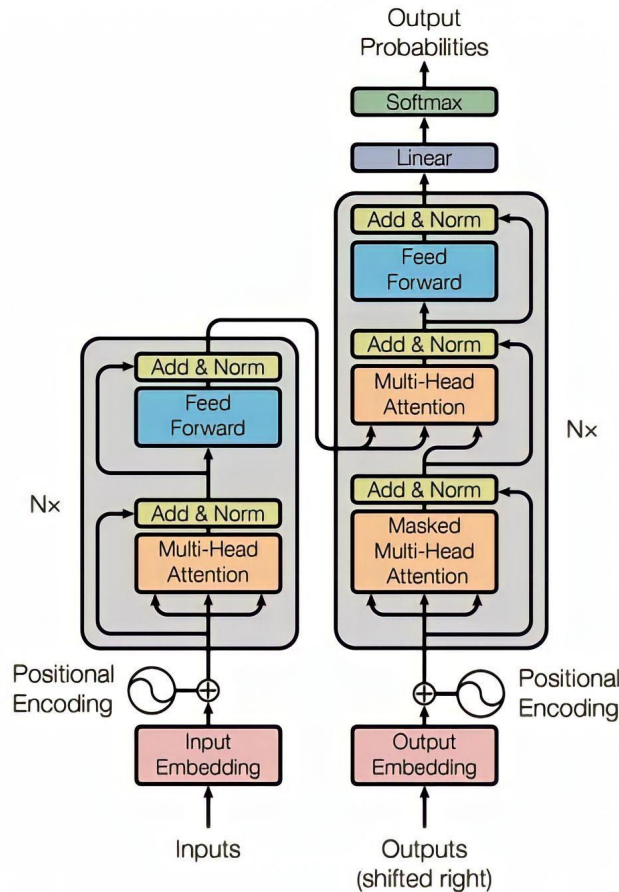 Output
Probabilities
Softmax
Linear
Add & Norm
Feed
Forward
Add & Norm
Multi-Head
Attention
Add & Norm
Masked
Multi-Head
Attention
N×
Add & Norm
Feed
Forward
Add & Norm
Multi-Head
Attention
N×
Positional
Encoding
Positional
Encoding
Input
Embedding
Output
Embedding
Inputs
Outputs
(shifted right)